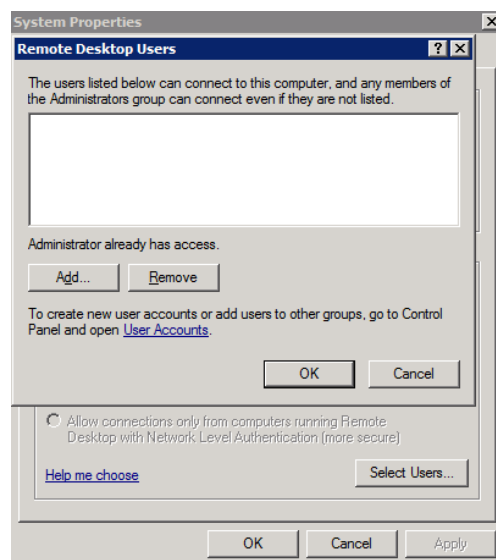 System Properties
Remote Desktop Users
The users listed below can connect to this computer, and any members of
the Administrators group can connect even if they are not listed.
Administrator already has access.
Add... Remove
To create new user accounts or add users to other groups, go to Control
Panel and open User Accounts.
OK Cancel
Allow connections only from computers running Remote
Desktop with Network Level Authentication (more secure)
Help me choose Select Users...
OK Cancel Apply